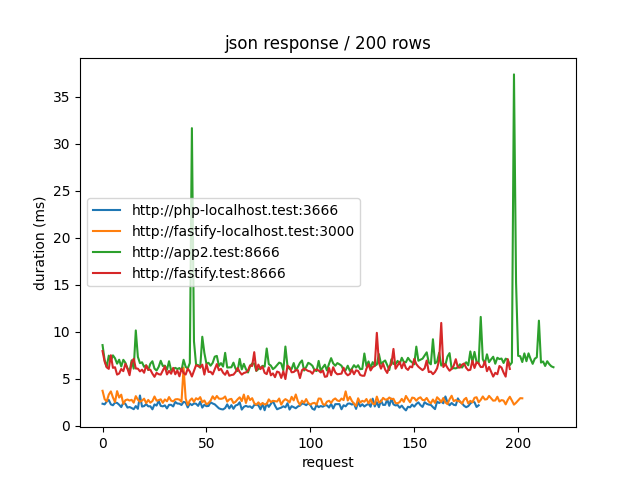 json response / 200 rows
duration (ms)
35
30
25
20
15
10
5
0
http://php-localhost.test:3666
http://fastify-localhost.test:3000
http://app2.test:8666
http://fastify.test:8666
0 50 100 150 200
request